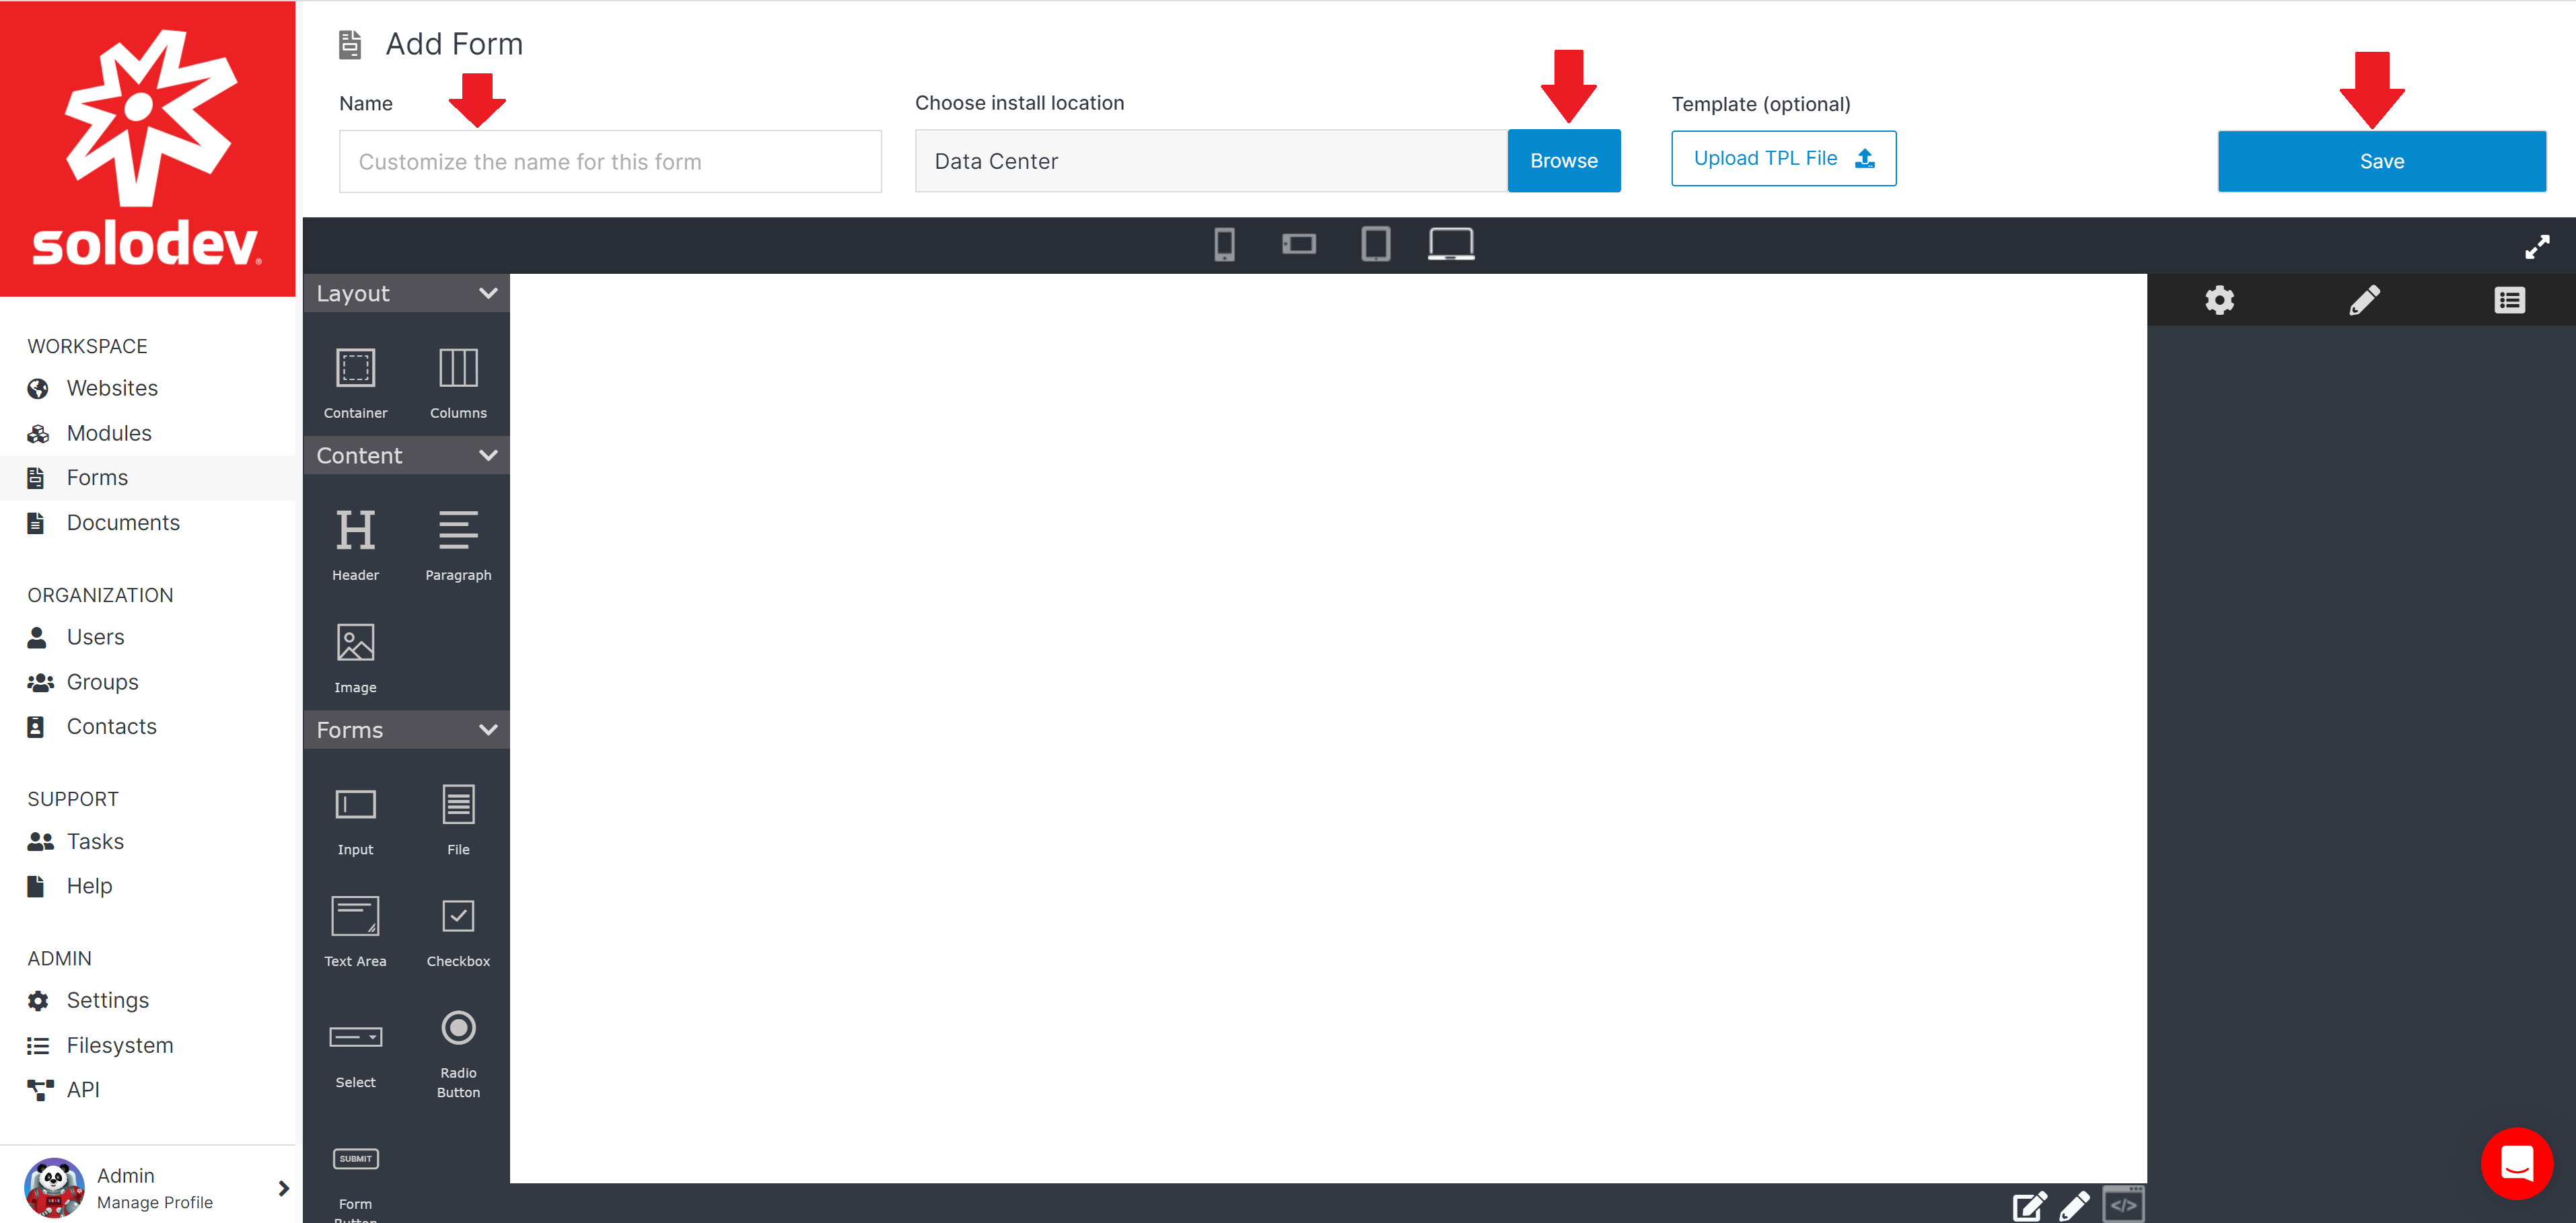 solodev
Add Form
Name
Customize the name for this form
Choose install location
Data Center
Browse
Template (optional)
Upload TPL File
Save
WORKSPACE
Websites
Modules
Forms
Documents
ORGANIZATION
Users
Groups
Contacts
SUPPORT
Tasks
Help
ADMIN
Settings
Filesystem
API
Admin
Manage Profile
Layout
Container
Columns
Content
H
Header
Paragraph
Image
Forms
Input
File
Text Area
Checkbox
Select
Radio
Button
SUBMIT
Form
Button
</>